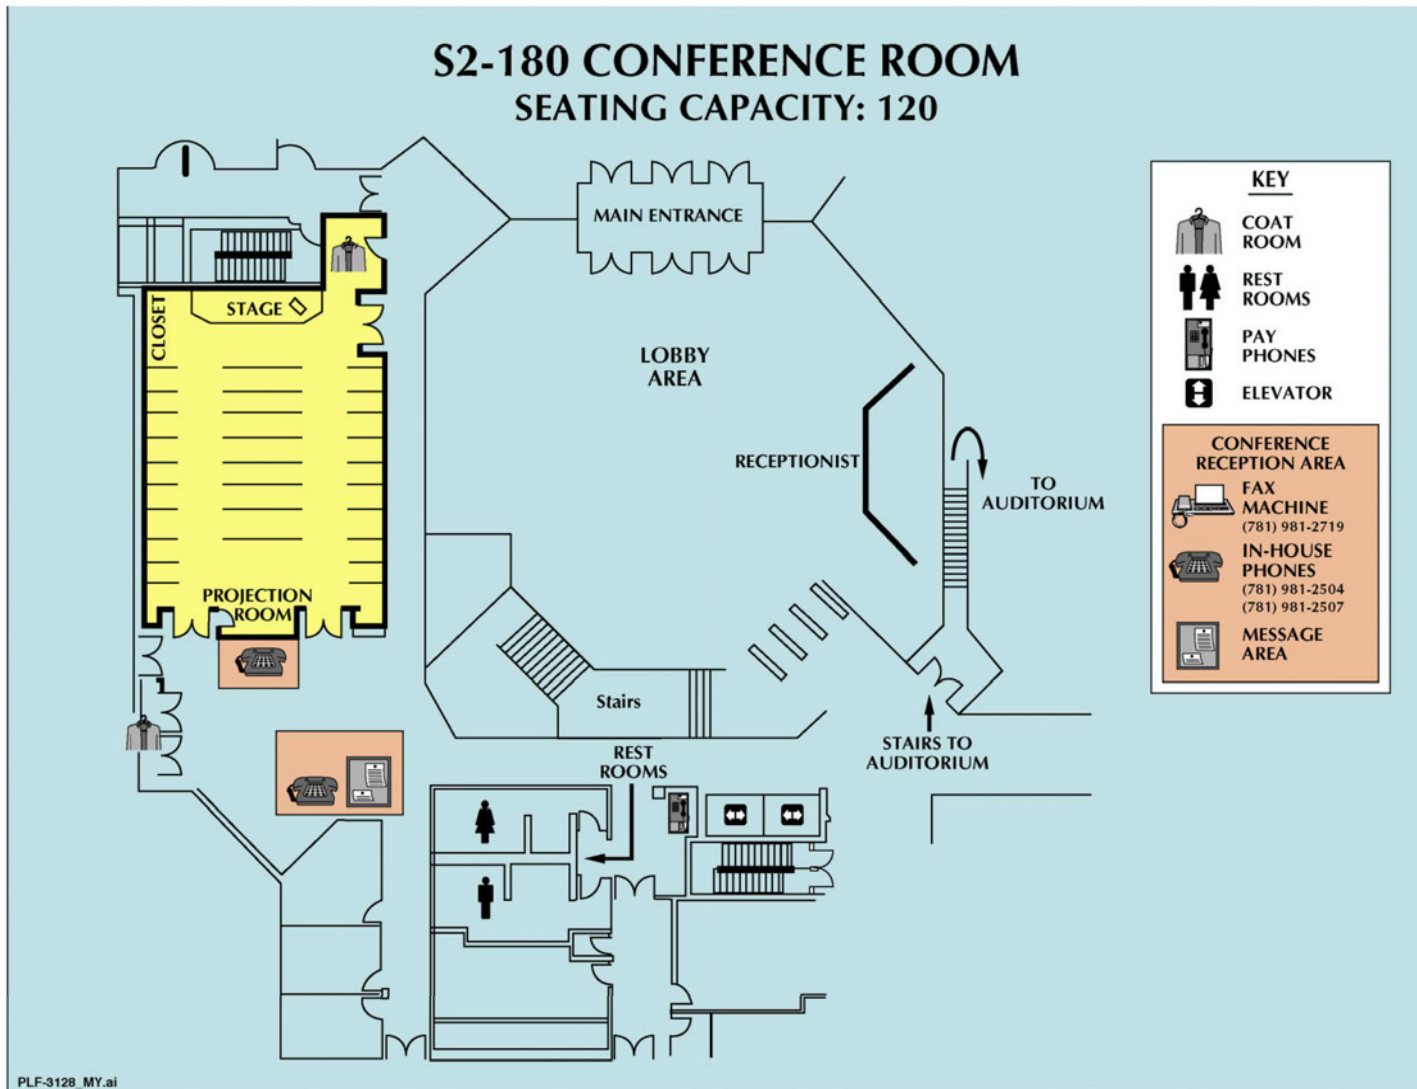 S2-180 CONFERENCE ROOM
SEATING CAPACITY: 120
MAIN ENTRANCE
STAGE
CLOSET
LOBBY
AREA
RECEPTIONIST
TO
AUDITORIUM
PROJECTION
ROOM
Stairs
REST
ROOMS
STAIRS TO
AUDITORIUM
KEY
COAT
ROOM
REST
ROOMS
PAY
PHONES
ELEVATOR
CONFERENCE
RECEPTION AREA
FAX
MACHINE
(781) 981-2719
IN-HOUSE
PHONES
(781) 981-2504
(781) 981-2507
MESSAGE
AREA
PLF-3128_MY.ai